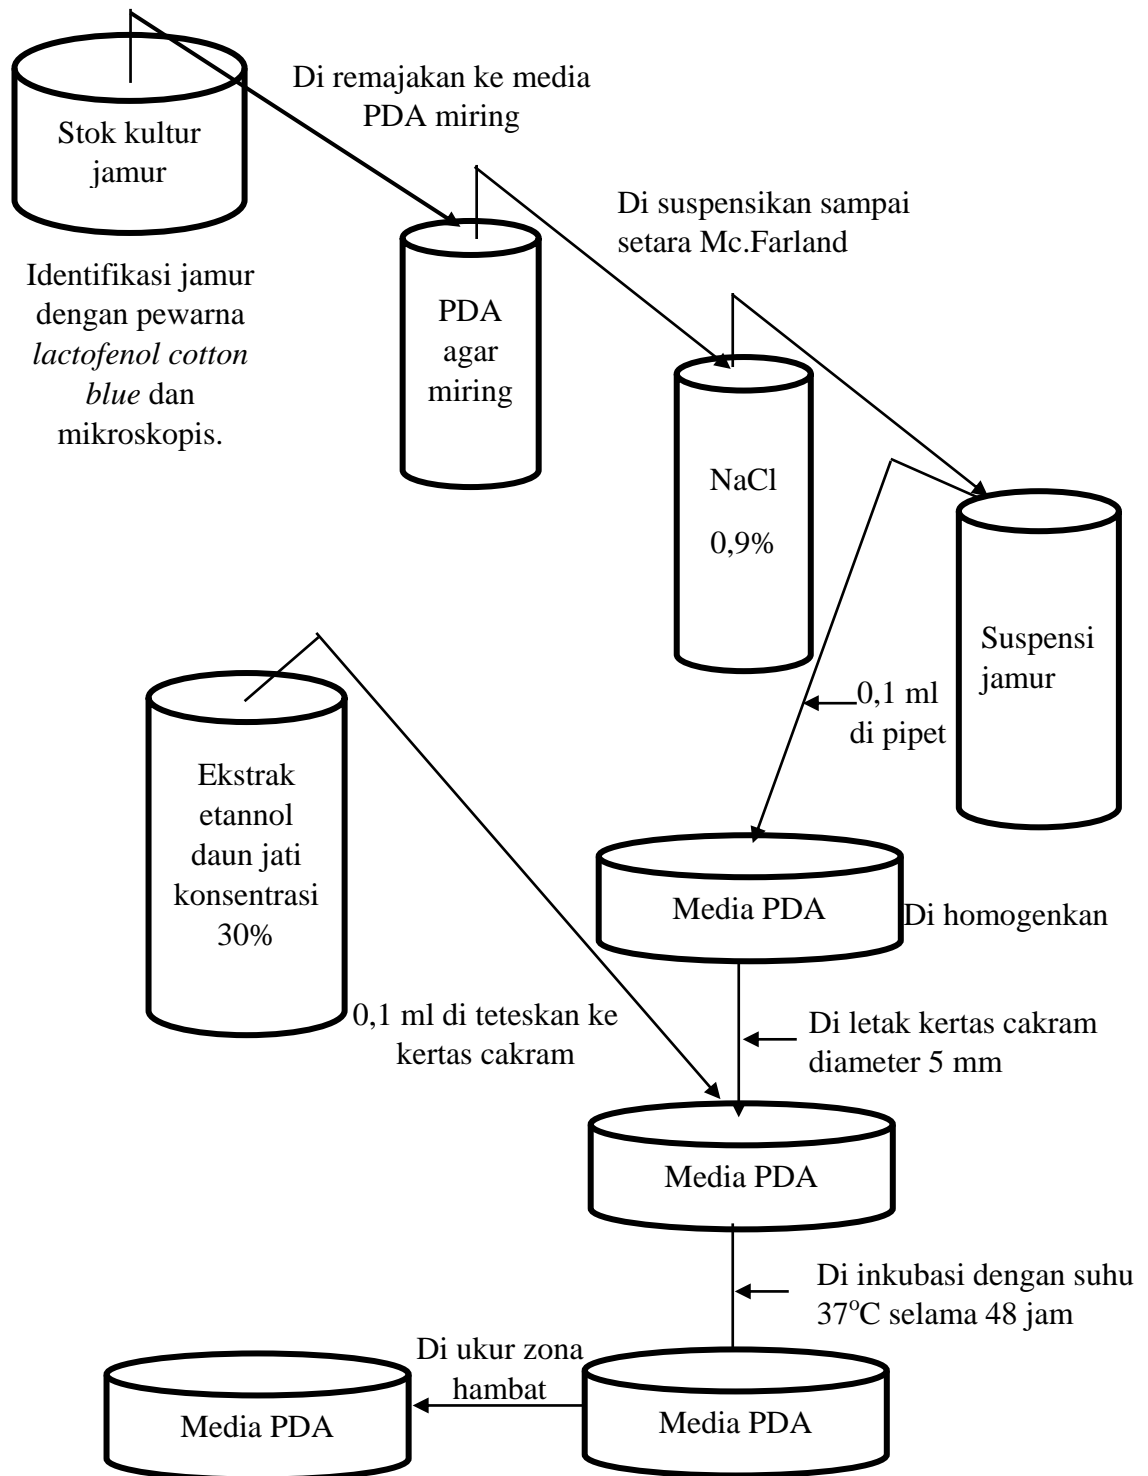 Stok kultur
jamur
Di remajakan ke media
PDA miring
Identifikasi jamur
dengan pewarna
lactofenol cotton
blue dan
mikroskopis.
PDA
agar
miring
Di suspensikan sampai
setara Mc.Farland
NaCl
0,9%
Suspensi
jamur
0,1 ml
di pipet
Ekstrak
etannol
daun jati
konsentrasi
30%
Media PDA
Di homogenkan
0,1 ml di teteskan ke
kertas cakram
Di letak kertas cakram
diameter 5 mm
Media PDA
Di inkubasi dengan suhu
37°C selama 48 jam
Di ukur zona
hambat
Media PDA
Media PDA